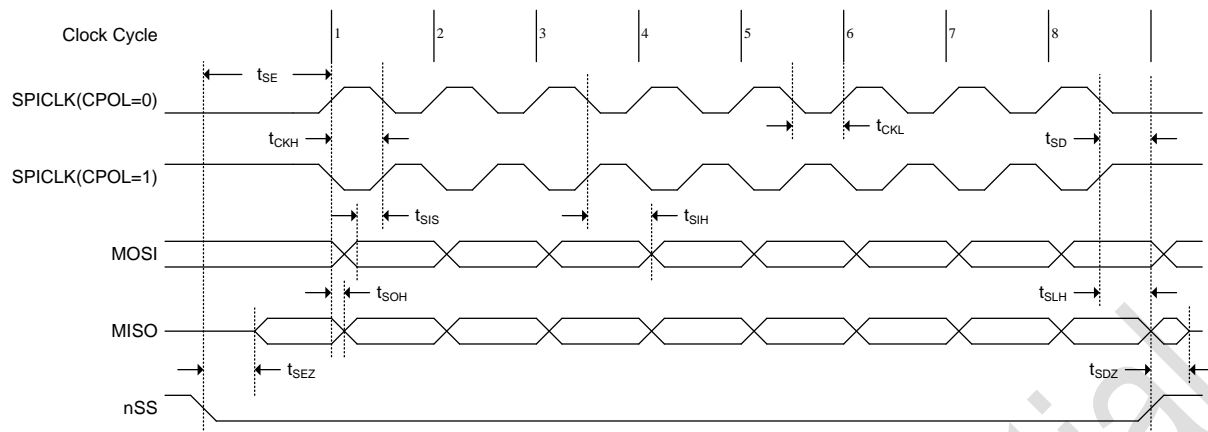 Clock Cycle
1 2 3 4 5 6 7 8
tSE
SPICLK(CPOL=0)
tCKH
tCKL
tSD
SPICLK(CPOL=1)
tSIS
tSIH
MOSI
tSOH
tSLH
MISO
tSEZ
tSDZ
nSS